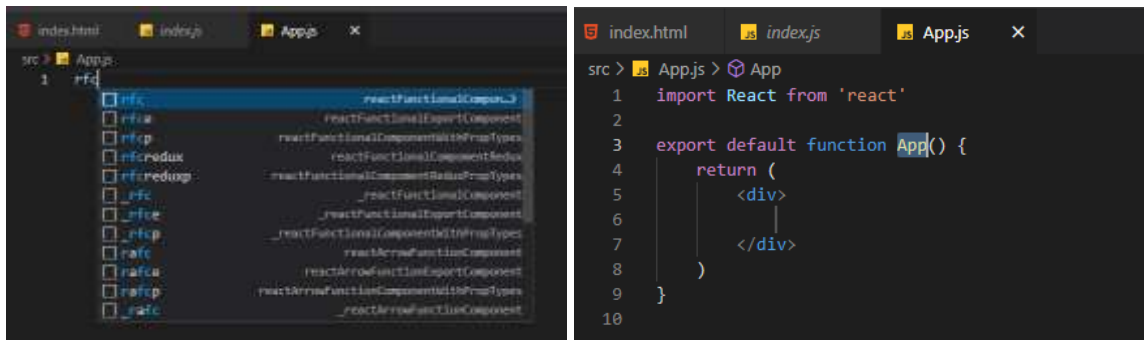 index.html index.js App.js ×
src > App.js
1 rfc
rfc reactFunctionalCompon…>
rfce reactFunctionalExportComponent
rfcp reactFunctionalComponentWithPropTypes
rfcredux reactFunctionalComponentRedux
rfcreduxp reactFunctionalComponentReduxPropTypes
_rfc _reactFunctionalComponent
_rfce _reactFunctionalExportComponent
_rfcp _reactFunctionalComponentWithPropTypes
rafc reactArrowFunctionComponent
rafce reactArrowFunctionExportComponent
rafcp reactArrowFunctionComponentWithPropTypes
_rafc _reactArrowFunctionComponent
index.html JS index.js JS App.js ×
src > JS App.js > App
1 import React from 'react'
2
3 export default function App() {
4 return (
5 <div>
6
7 </div>
8 )
9 }
10